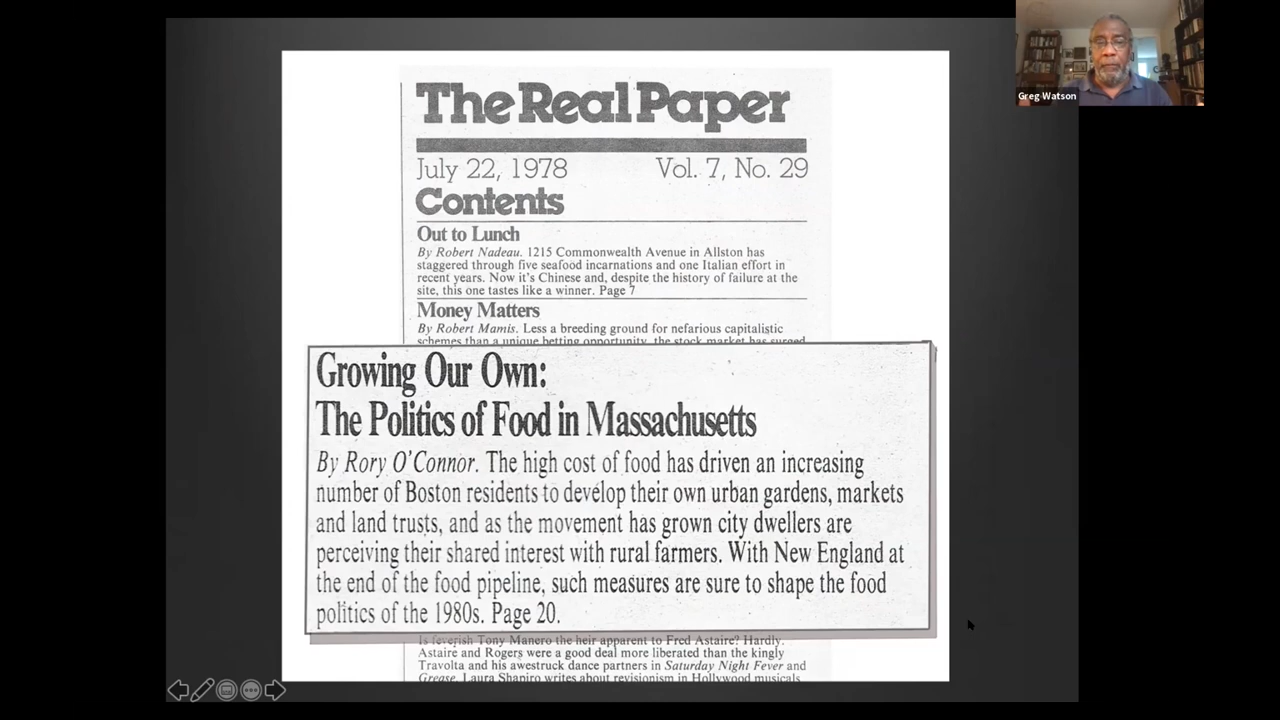 Greg Watson
The Real Paper
July 22, 1978 Vol. 7, No. 29
Contents
Out to Lunch
By Robert Nadeau. 1215 Commonwealth Avenue in Allston has
staggered through five seafood incarnations and one Italian effort in
recent years. Now it's Chinese and, despite the history of failure at the
site, this one tastes like a winner. Page 7
Money Matters
By Robert Mamis. Less a breeding ground for nefarious capitalistic
schemes than a unique betting opportunity, the stock market has surged
Growing Our Own:
The Politics of Food in Massachusetts
By Rory O'Connor. The high cost of food has driven an increasing
number of Boston residents to develop their own urban gardens, markets
and land trusts, and as the movement has grown city dwellers are
perceiving their shared interest with rural farmers. With New England at
the end of the food pipeline, such measures are sure to shape the food
politics of the 1980s. Page 20.
Is feverish Tony Manero the heir apparent to Fred Astaire? Hardly.
Astaire and Rogers were a good deal more liberated than the kingly
Travolta and his awestruck dance partners in Saturday Night Fever and
Grease. Laura Shapiro writes about revisionism in Hollywood musicals